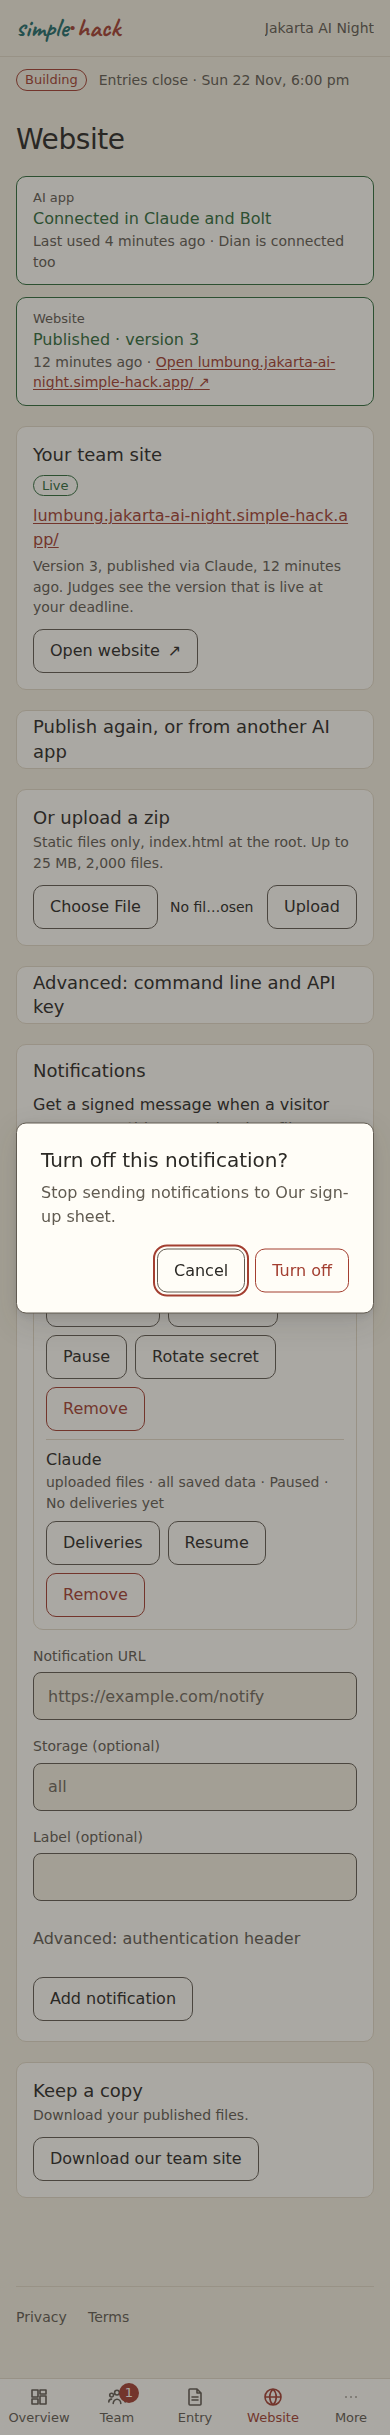 simple·hack
Jakarta AI Night
Building
Entries close · Sun 22 Nov, 6:00 pm
Website
AI app
Connected in Claude and Bolt
Last used 4 minutes ago · Dian is connected
too
Website
Published · version 3
12 minutes ago · Open lumbung.jakarta-ai-
night.simple-hack.app/ ↗
Your team site
Live
lumbung.jakarta-ai-night.simple-hack.a
pp/
Version 3, published via Claude, 12 minutes
ago. Judges see the version that is live at
your deadline.
Open website ↗
Publish again, or from another AI
app
Or upload a zip
Static files only, index.html at the root. Up to
25 MB, 2,000 files.
Choose File
No fil…osen
Upload
Advanced: command line and API
key
Notifications
Get a signed message when a visitor
Turn off this notification?
Stop sending notifications to Our sign-
up sheet.
Cancel
Turn off
Pause
Rotate secret
Remove
Claude
uploaded files · all saved data · Paused ·
No deliveries yet
Deliveries
Resume
Remove
Notification URL
https://example.com/notify
Storage (optional)
all
Label (optional)
Advanced: authentication header
Add notification
Keep a copy
Download your published files.
Download our team site
Privacy
Terms
1
Overview
Team
Entry
Website
More